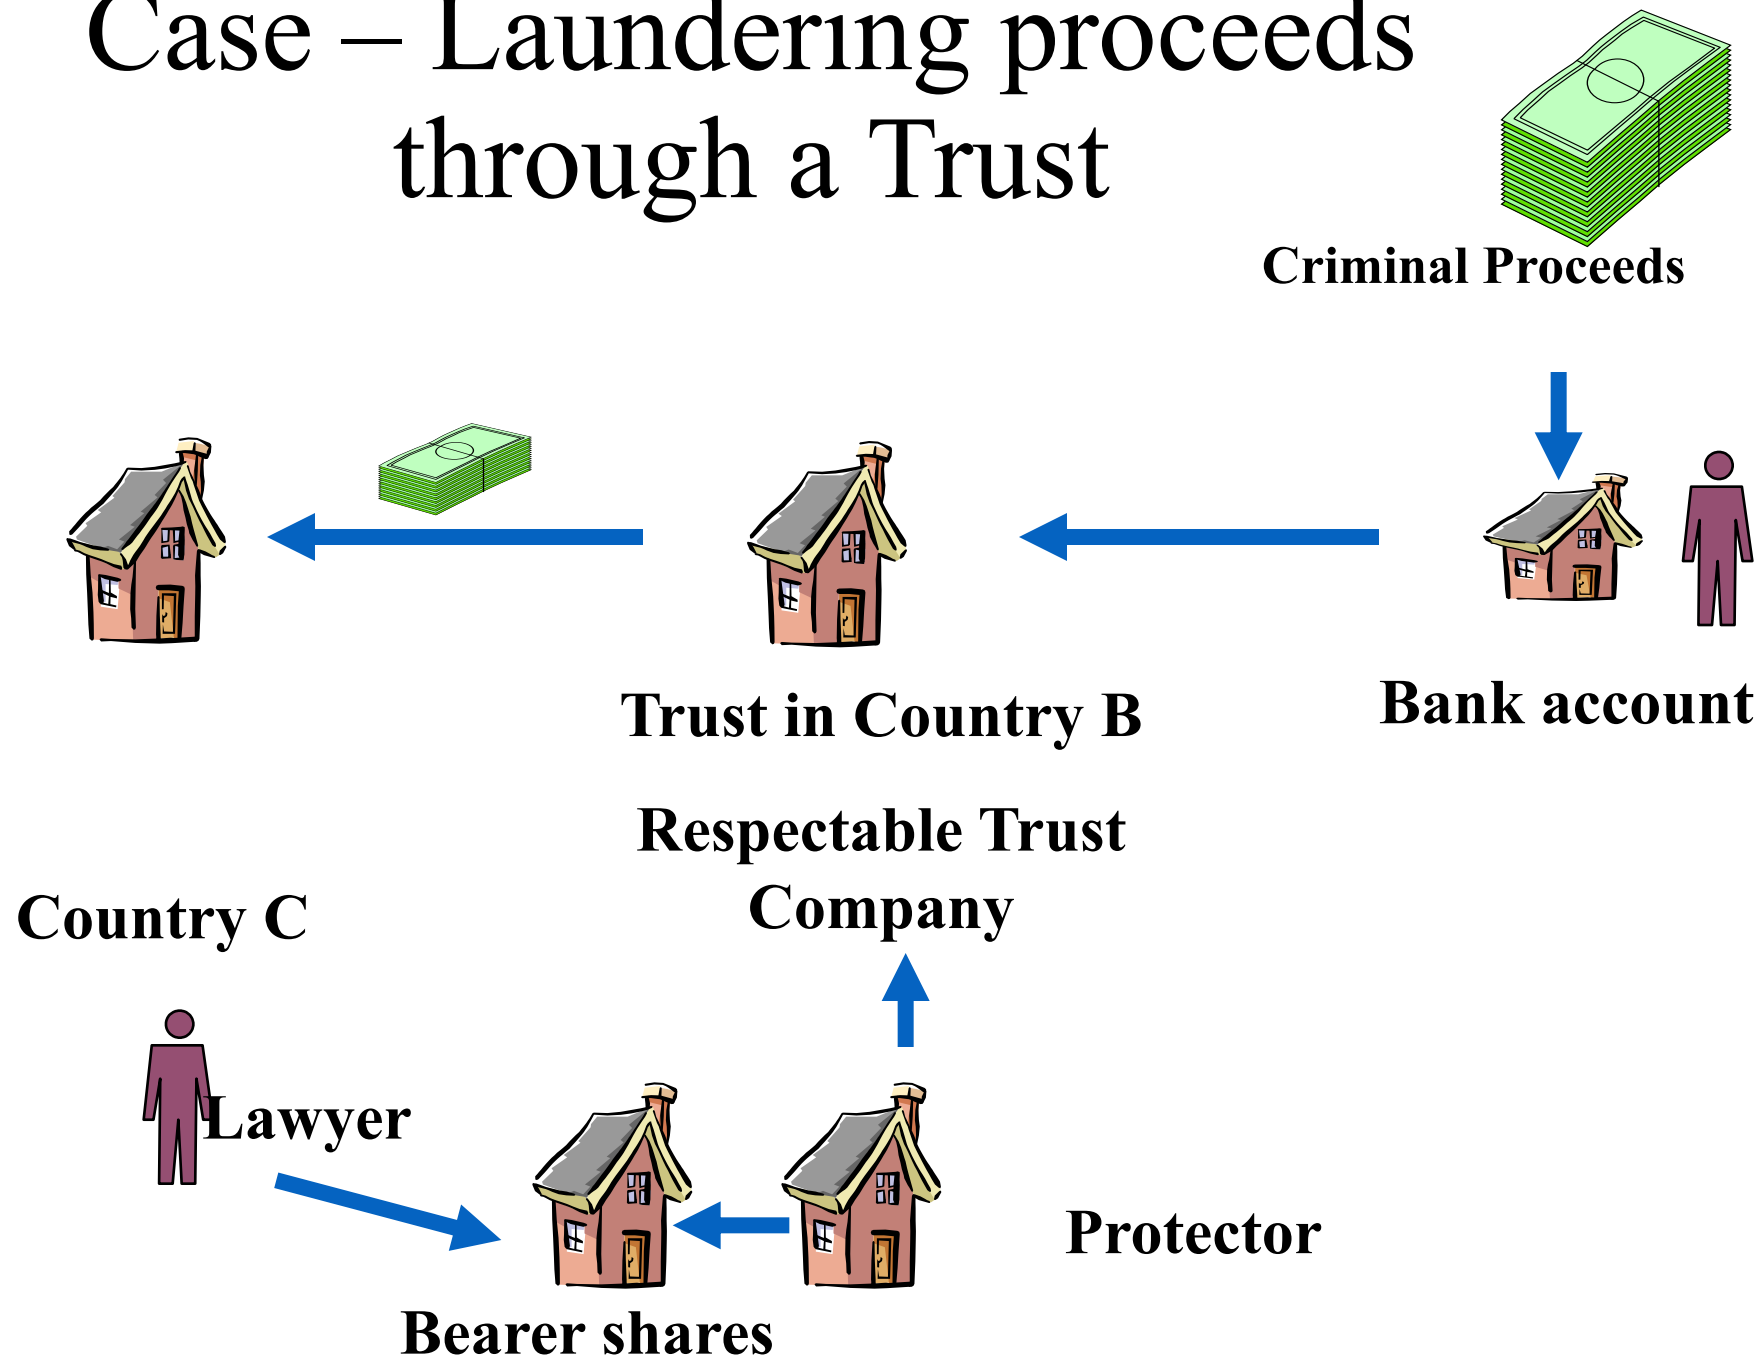 Case – Laundering proceeds
through a Trust
Criminal Proceeds
Bank account
Trust in Country B
Respectable Trust
Company
Country C
Lawyer
Protector
Bearer shares